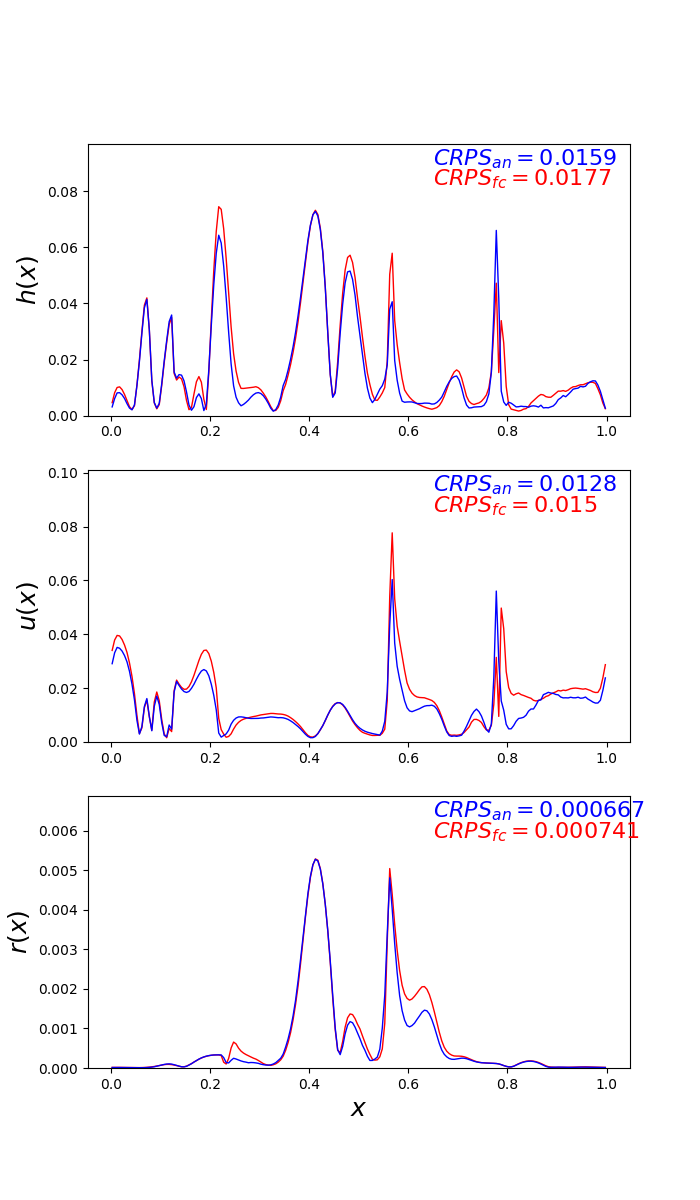 CRPS_an = 0.0159
CRPS_fc = 0.0177
h(x)
0.08
0.06
0.04
0.02
0.00
0.0 0.2 0.4 0.6 0.8 1.0
CRPS_an = 0.0128
CRPS_fc = 0.015
u(x)
0.10
0.08
0.06
0.04
0.02
0.00
0.0 0.2 0.4 0.6 0.8 1.0
CRPS_an = 0.000667
CRPS_fc = 0.000741
r(x)
0.006
0.005
0.004
0.003
0.002
0.001
0.000
0.0 0.2 0.4 0.6 0.8 1.0
x